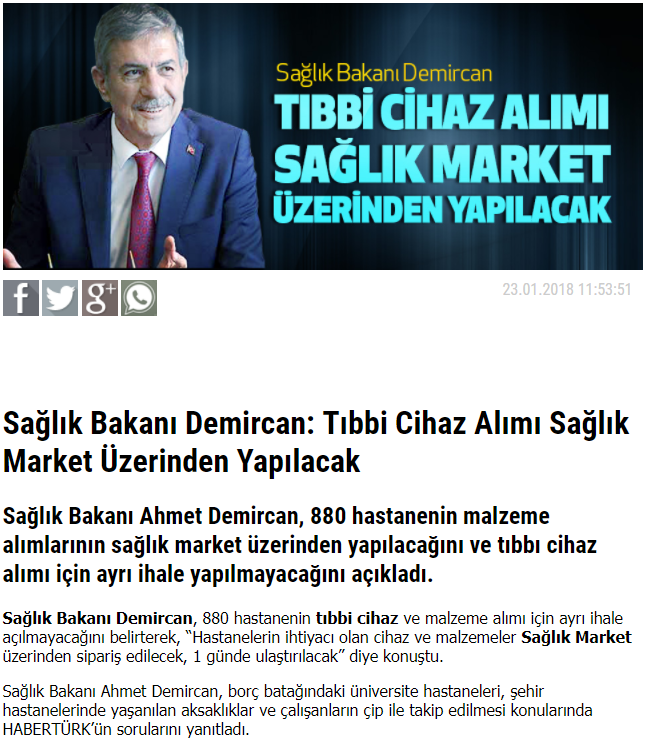 Sağlık Bakanı Demircan
TIBBİ CİHAZ ALIMI
SAĞLIK MARKET
ÜZERİNDEN YAPILACAK
f g+
23.01.2018 11:53:51
Sağlık Bakanı Demircan: Tıbbi Cihaz Alımı Sağlık
Market Üzerinden Yapılacak
Sağlık Bakanı Ahmet Demircan, 880 hastanenin malzeme
alımlarının sağlık market üzerinden yapılacağını ve tıbbı cihaz
alımı için ayrı ihale yapılmayacağını açıkladı.
Sağlık Bakanı Demircan, 880 hastanenin tıbbi cihaz ve malzeme alımı için ayrı ihale
açılmayacağını belirterek, “Hastanelerin ihtiyacı olan cihaz ve malzemeler Sağlık Market
üzerinden sipariş edilecek, 1 günde ulaştırılacak” diye konuştu.
Sağlık Bakanı Ahmet Demircan, borç batağındaki üniversite hastaneleri, şehir
hastanelerinde yaşanılan aksaklıklar ve çalışanların çip ile takip edilmesi konularında
HABERTÜRK’ün sorularını yanıtladı.